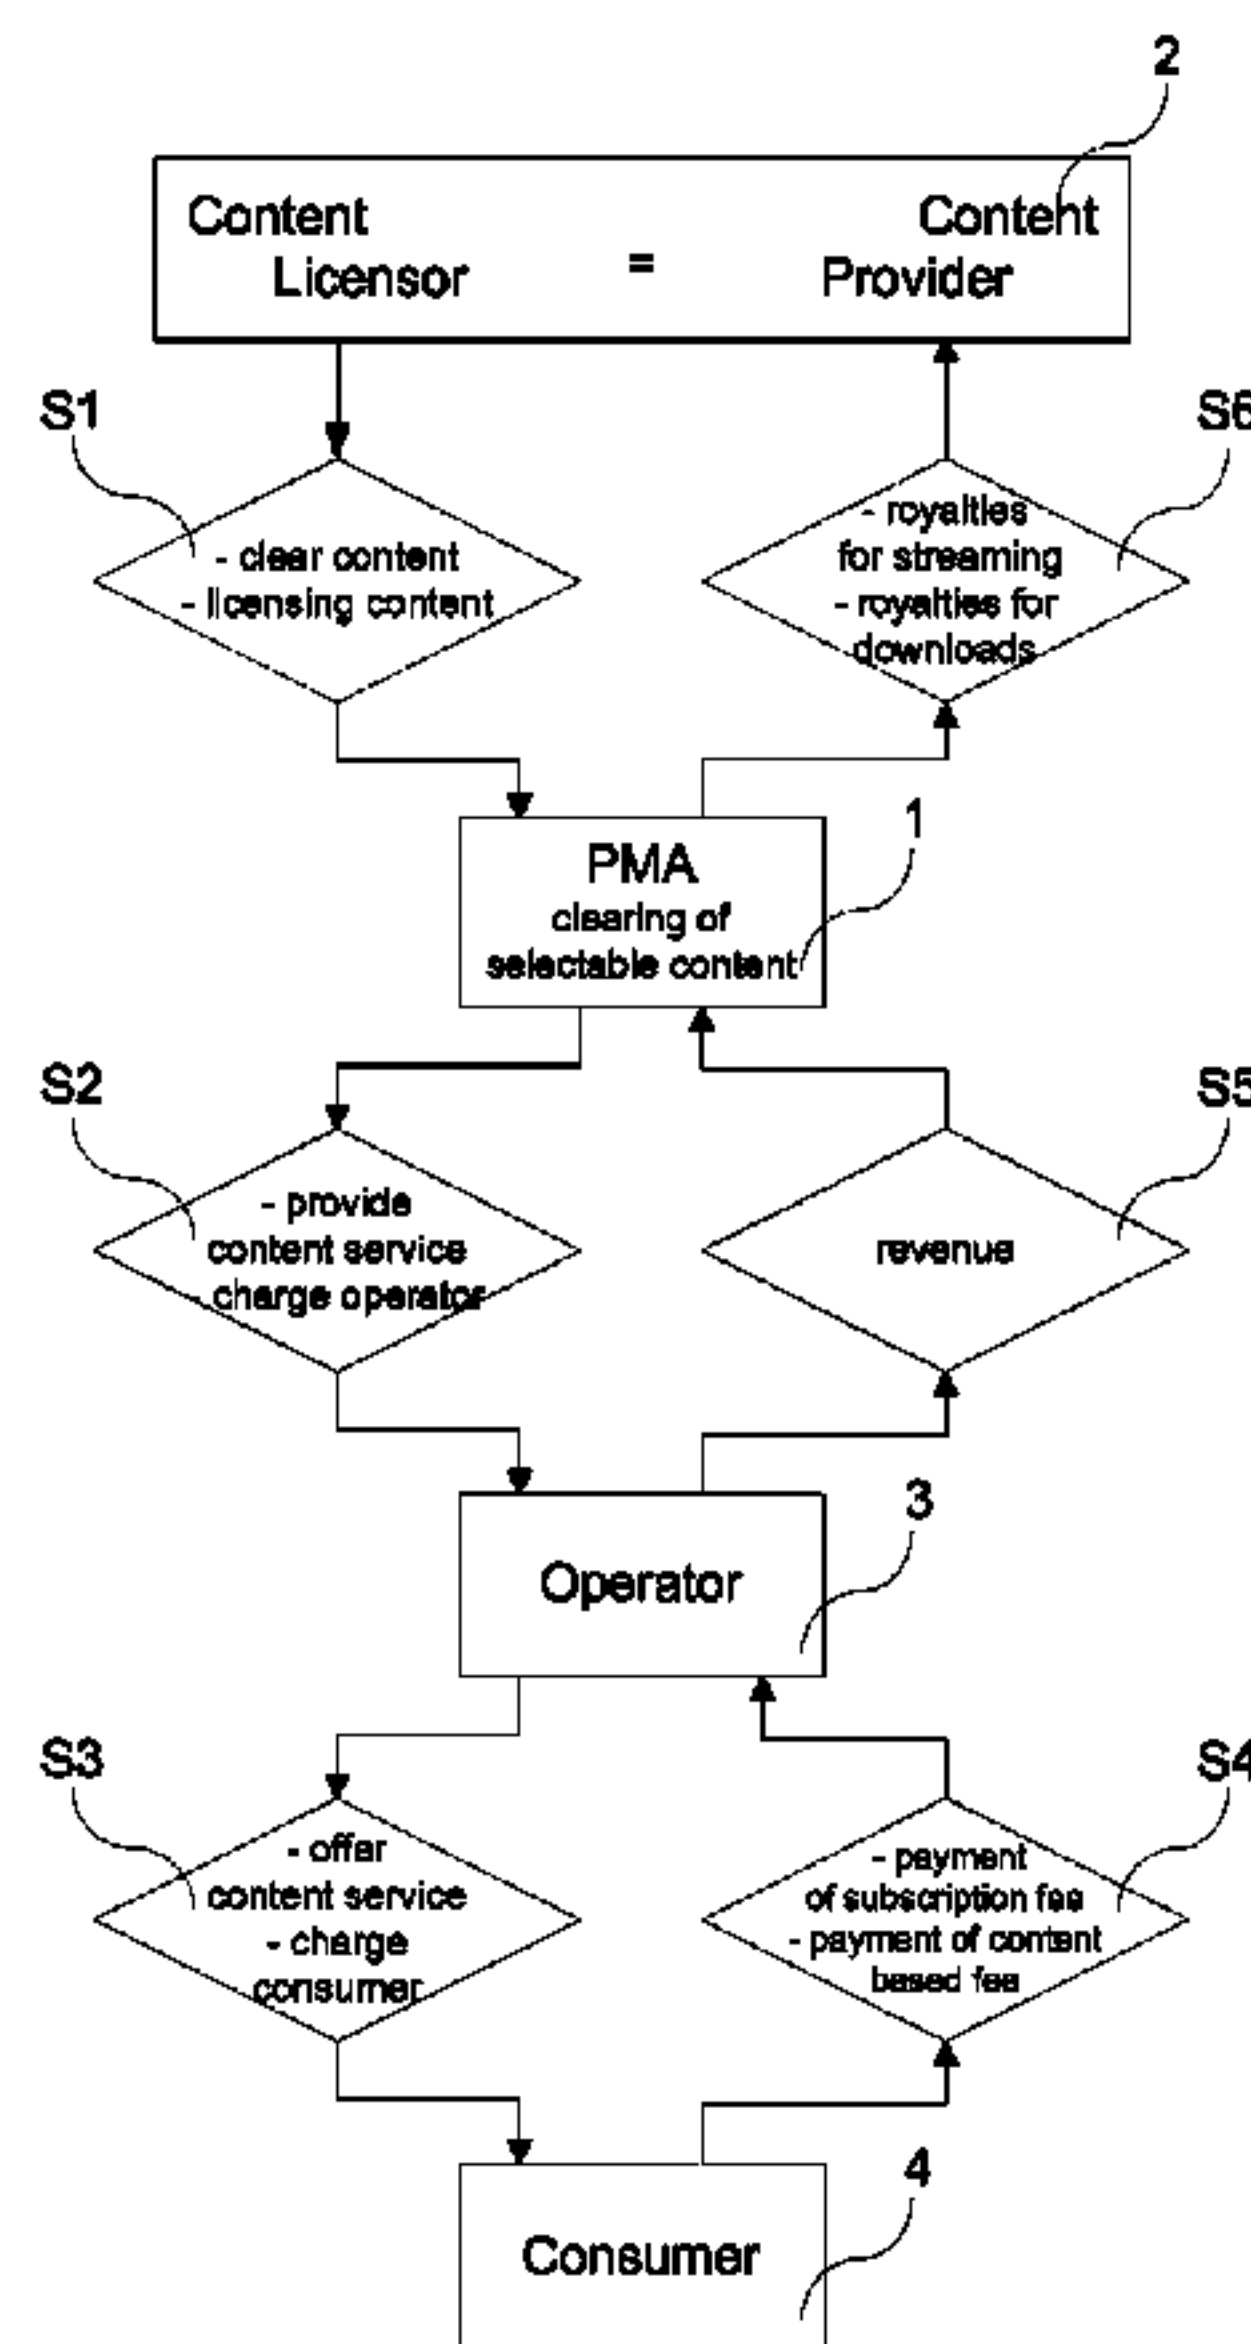 2
Content Content
Licensor = Provider
S1
S6
- clear content
- licensing content
- royalties
for streaming
- royalties for
downloads
1
PMA
clearing of
selectable content
S2
S5
- provide
content service
charge operator
revenue
3
Operator
S3
S4
- offer
content service
- charge
consumer
- payment
of subscription fee
- payment of content
based fee
4
Consumer